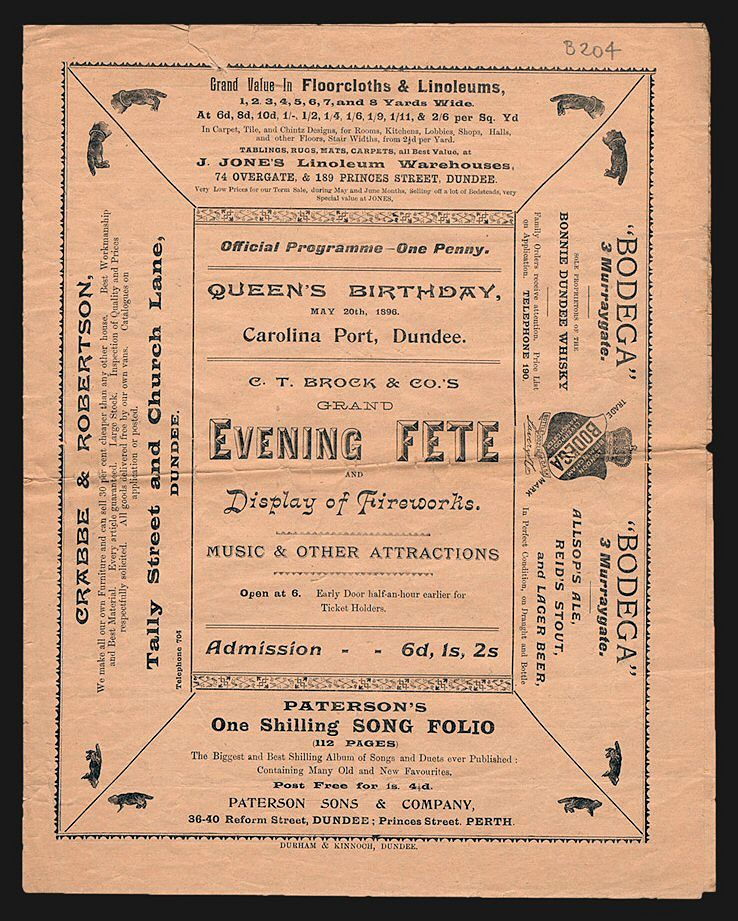 B204
Grand Value In Floorcloths & Linoleums,
1, 2, 3, 4, 5, 6, 7, and 8 Yards Wide.
At 6d, 8d, 10d, 1/-, 1/2, 1/4, 1/6, 1/9, 1/11, & 2/6 per Sq. Yd
In Carpet, Tile, and Chintz Designs, for Rooms, Kitchens, Lobbies, Shops, Halls,
and other Floors, Stair Widths, from 2½d per Yard.
TABLINGS, RUGS, MATS, CARPETS, all Best Value, at
J. JONE'S Linoleum Warehouses,
74 OVERGATE, & 189 PRINCES STREET, DUNDEE.
Very Low Prices for our Term Sale, during May and June Months, Selling off a lot of Bedsteads, very
Special value at JONES,
CRABBE & ROBERTSON,
We make all our own Furniture and can sell 30 per cent cheaper than any other house. Best Workmanship
and Best Material. Every article guaranteed. Large Stock. Inspection of Quality and Prices
respectfully solicited. All goods delivered free by our own vans. Catalogues on
application or posted.
Tally Street and Church Lane,
DUNDEE.
Telephone 704
Official Programme—One Penny.
QUEEN'S BIRTHDAY,
MAY 20th, 1896.
Carolina Port, Dundee.
C. T. BROCK & CO.'S
GRAND
EVENING FETE
AND
Display of Fireworks.
MUSIC & OTHER ATTRACTIONS
Open at 6. Early Door half-an-hour earlier for
Ticket Holders.
Admission - - 6d, 1s, 2s
"BODEGA"
3 Murraygate.
SOLE PROPRIETORS OF THE
BONNIE DUNDEE WHISKY
Family Orders receive attention. Price List
on Application. TELEPHONE 190.
TRADE
BODEGA
MARK
"BODEGA"
3 Murraygate.
ALLSOP'S ALE,
REID'S STOUT,
and LAGER BEER,
In Perfect Condition, on Draught and Bottle
PATERSON'S
One Shilling SONG FOLIO
(112 PAGES)
The Biggest and Best Shilling Album of Songs and Duets ever Published:
Containing Many Old and New Favourites.
Post Free for 1s. 4½d.
PATERSON SONS & COMPANY,
36-40 Reform Street, DUNDEE; Princes Street. PERTH.
DURHAM & KINNOCH, DUNDEE.